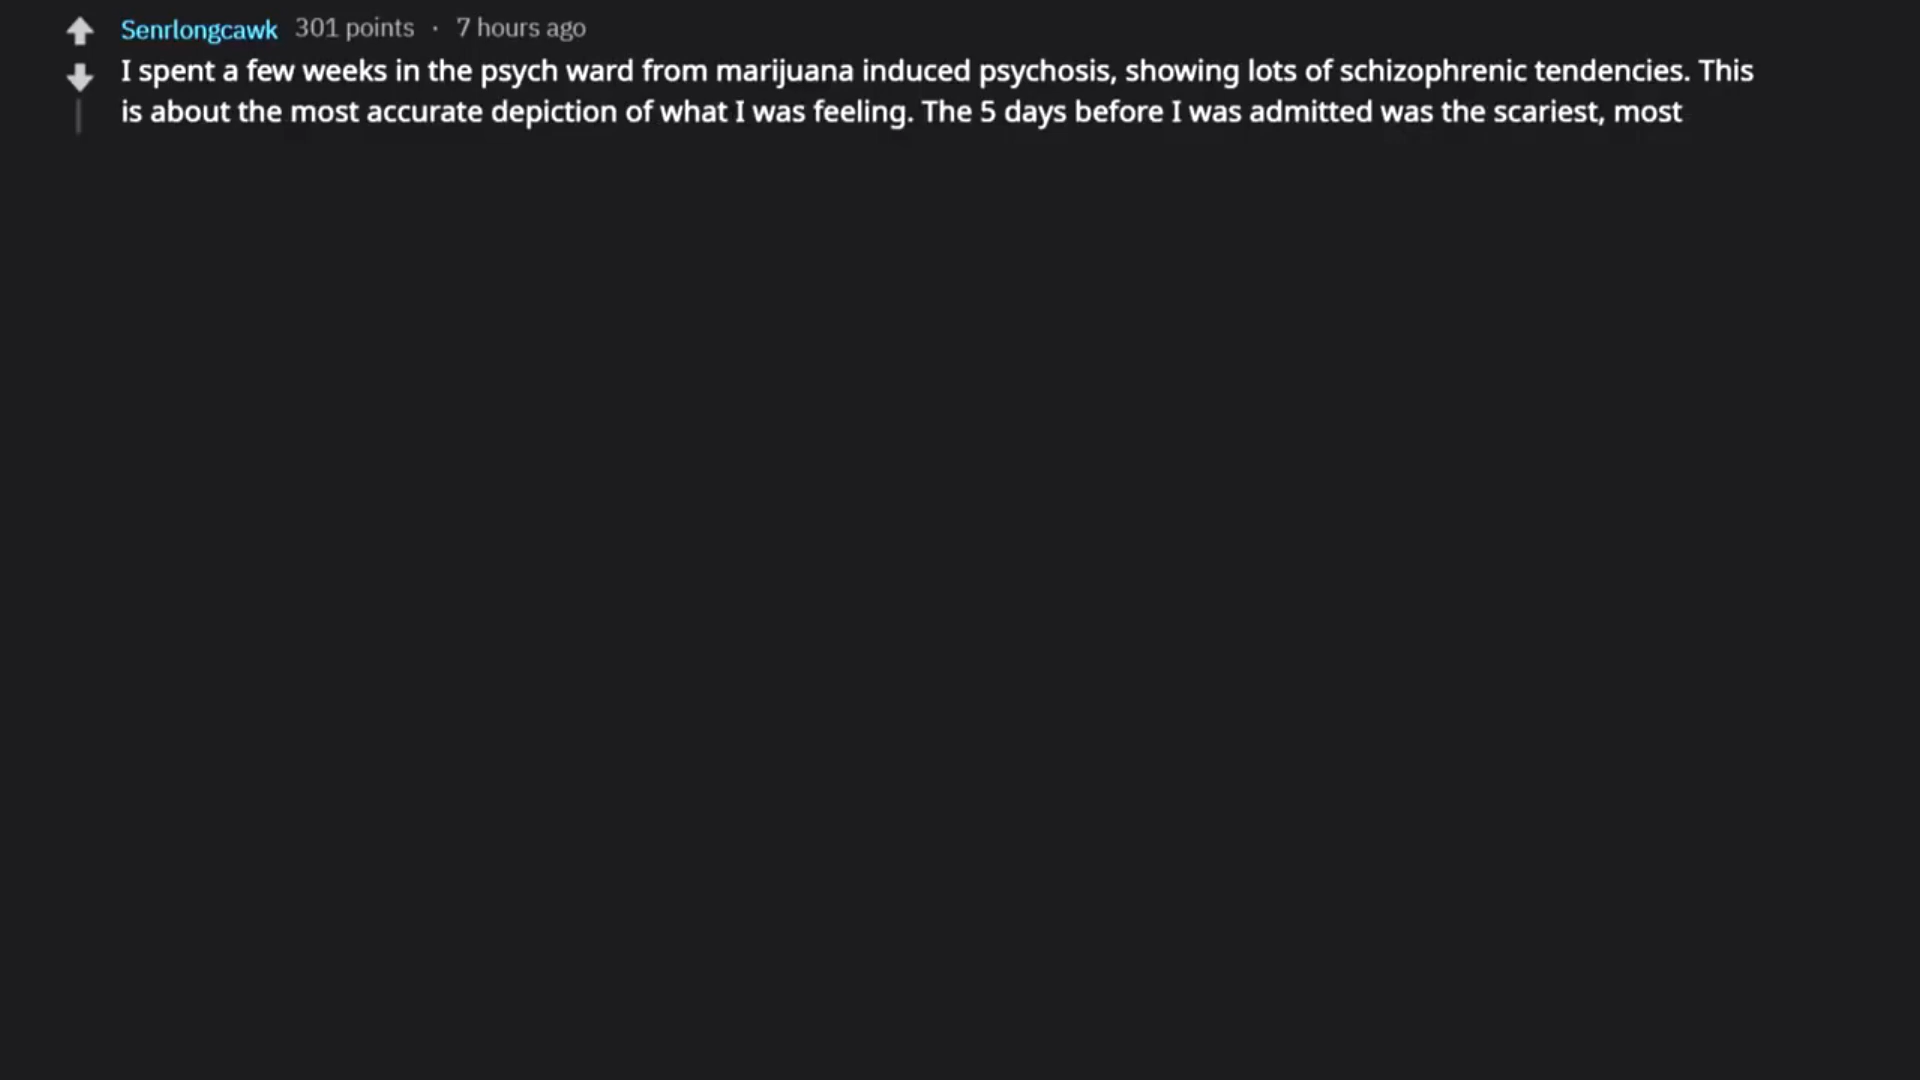 Senrlongcawk 301 points · 7 hours ago
I spent a few weeks in the psych ward from marijuana induced psychosis, showing lots of schizophrenic tendencies. This
is about the most accurate depiction of what I was feeling. The 5 days before I was admitted was the scariest, most